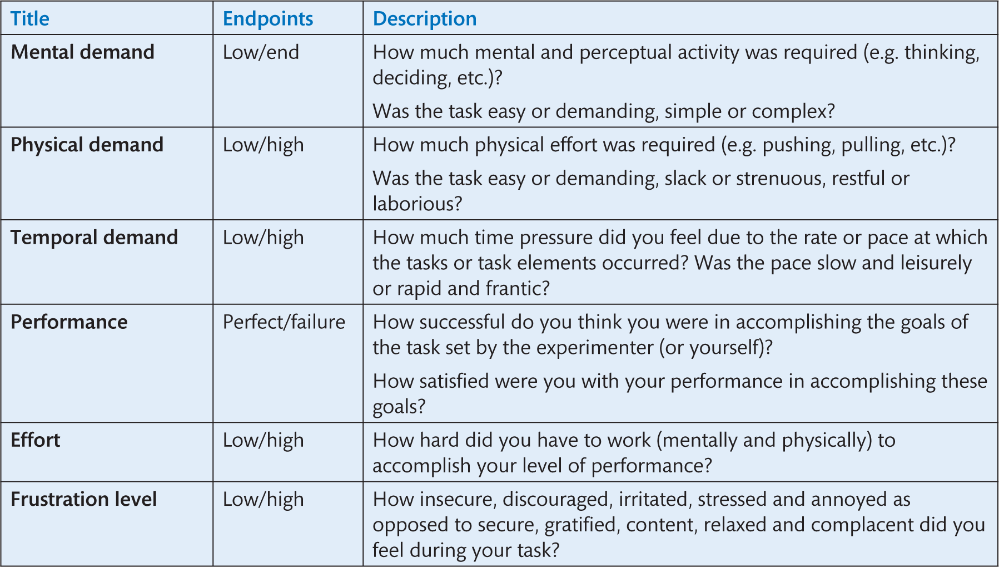 Title Endpoints Description
Mental demand Low/end How much mental and perceptual activity was required (e.g. thinking,
deciding, etc.)?
Was the task easy or demanding, simple or complex?
Physical demand Low/high How much physical effort was required (e.g. pushing, pulling, etc.)?
Was the task easy or demanding, slack or strenuous, restful or
laborious?
Temporal demand Low/high How much time pressure did you feel due to the rate or pace at which
the tasks or task elements occurred? Was the pace slow and leisurely
or rapid and frantic?
Performance Perfect/failure How successful do you think you were in accomplishing the goals of
the task set by the experimenter (or yourself)?
How satisfied were you with your performance in accomplishing these
goals?
Effort Low/high How hard did you have to work (mentally and physically) to
accomplish your level of performance?
Frustration level Low/high How insecure, discouraged, irritated, stressed and annoyed as
opposed to secure, gratified, content, relaxed and complacent did you
feel during your task?